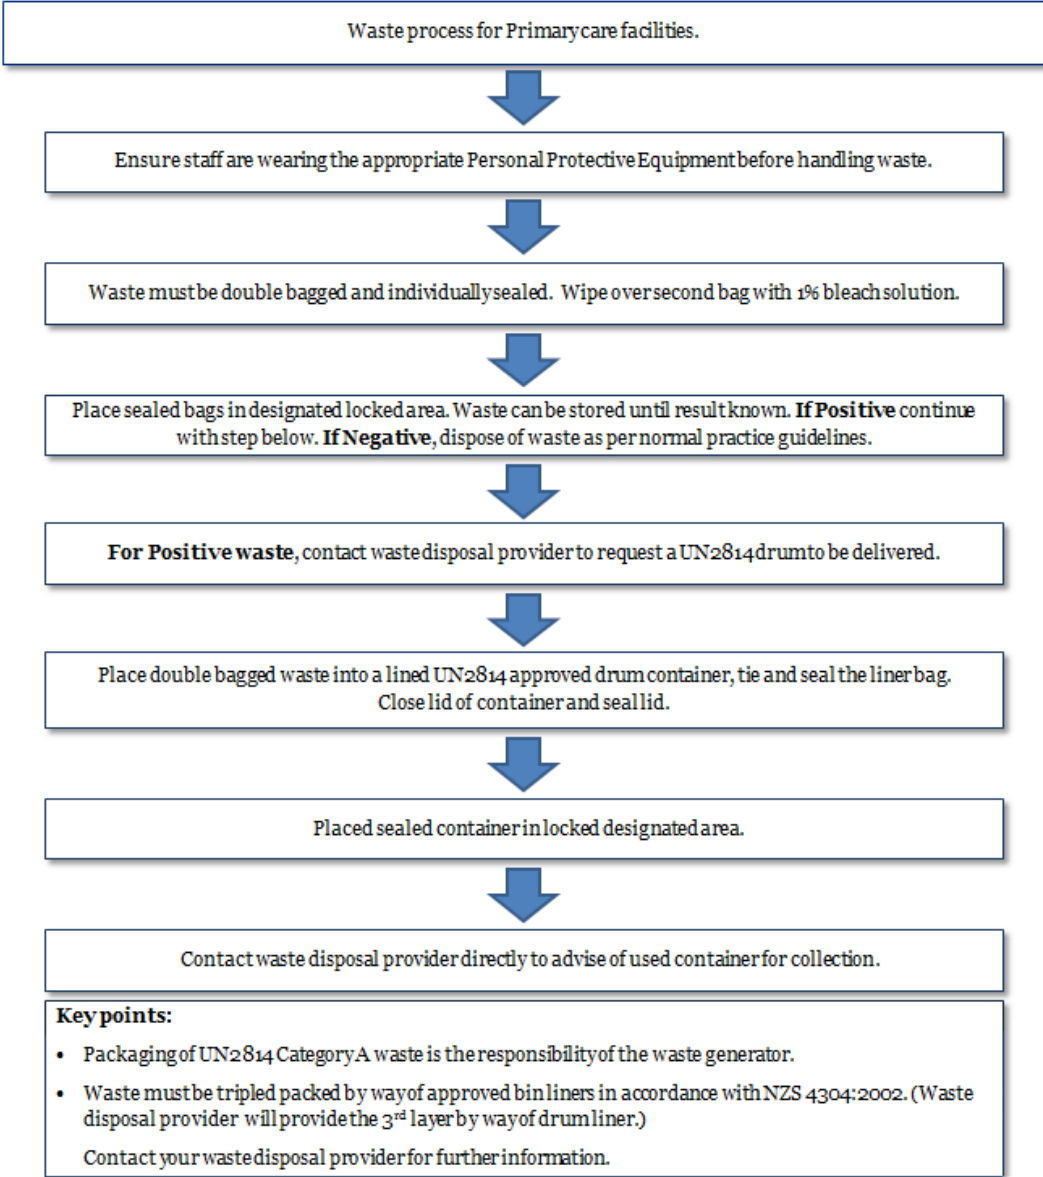 Waste process for Primary care facilities.
Ensure staff are wearing the appropriate Personal Protective Equipment before handling waste.
Waste must be double bagged and individually sealed. Wipe over second bag with 1% bleach solution.
Place sealed bags in designated locked area. Waste can be stored until result known. If Positive continue
with step below. If Negative, dispose of waste as per normal practice guidelines.
For Positive waste, contact waste disposal provider to request a UN2814 drum to be delivered.
Place double bagged waste into a lined UN2814 approved drum container, tie and seal the liner bag.
Close lid of container and seal lid.
Placed sealed container in locked designated area.
Contact waste disposal provider directly to advise of used container for collection.
Key points:
• Packaging of UN2814 Category A waste is the responsibility of the waste generator.
• Waste must be tripled packed by way of approved bin liners in accordance with NZS 4304:2002. (Waste
disposal provider will provide the 3rd layer by way of drum liner.)
Contact your waste disposal provider for further information.